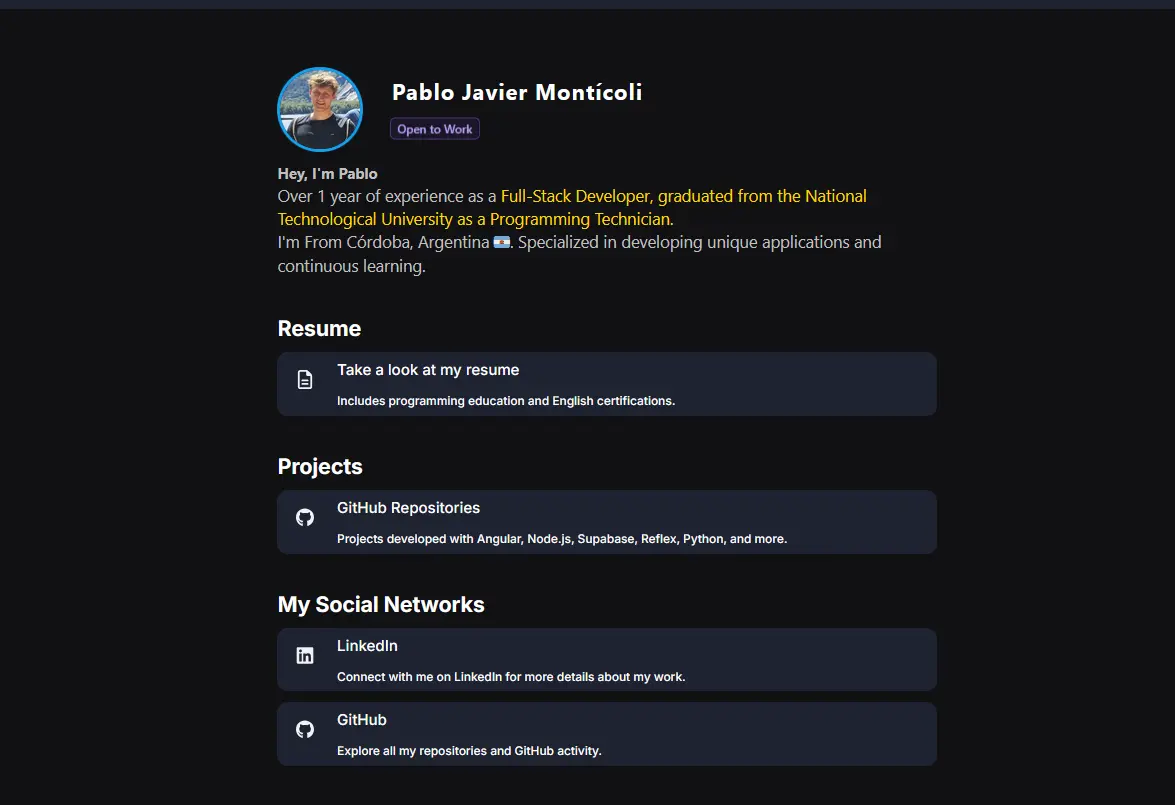 Pablo Javier Montícoli
Open to Work
Hey, I'm Pablo
Over 1 year of experience as a Full-Stack Developer, graduated from the National
Technological University as a Programming Technician.
I'm From Córdoba, Argentina 🇦🇷. Specialized in developing unique applications and
continuous learning.
Resume
Take a look at my resume
Includes programming education and English certifications.
Projects
GitHub Repositories
Projects developed with Angular, Node.js, Supabase, Reflex, Python, and more.
My Social Networks
LinkedIn
Connect with me on LinkedIn for more details about my work.
GitHub
Explore all my repositories and GitHub activity.